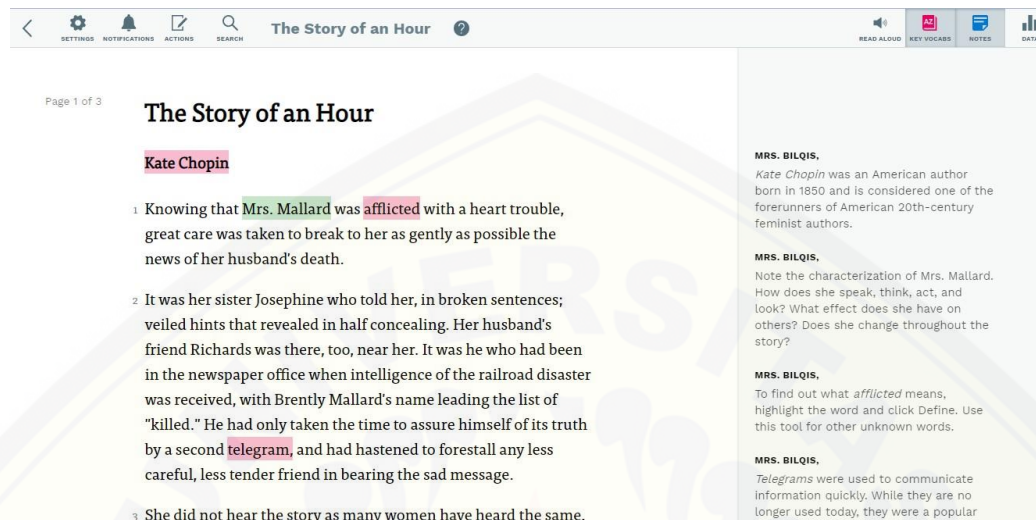 SETTINGS NOTIFICATIONS ACTIONS SEARCH The Story of an Hour ? READ ALOUD AZ KEY VOCABS NOTES DATA
Page 1 of 3
The Story of an Hour
Kate Chopin
1 Knowing that Mrs. Mallard was afflicted with a heart trouble,
great care was taken to break to her as gently as possible the
news of her husband's death.
2 It was her sister Josephine who told her, in broken sentences;
veiled hints that revealed in half concealing. Her husband's
friend Richards was there, too, near her. It was he who had been
in the newspaper office when intelligence of the railroad disaster
was received, with Brently Mallard's name leading the list of
"killed." He had only taken the time to assure himself of its truth
by a second telegram, and had hastened to forestall any less
careful, less tender friend in bearing the sad message.
3 She did not hear the story as many women have heard the same,
MRS. BILQIS,
Kate Chopin was an American author
born in 1850 and is considered one of the
forerunners of American 20th-century
feminist authors.
MRS. BILQIS,
Note the characterization of Mrs. Mallard.
How does she speak, think, act, and
look? What effect does she have on
others? Does she change throughout the
story?
MRS. BILQIS,
To find out what afflicted means,
highlight the word and click Define. Use
this tool for other unknown words.
MRS. BILQIS,
Telegrams were used to communicate
information quickly. While they are no
longer used today, they were a popular